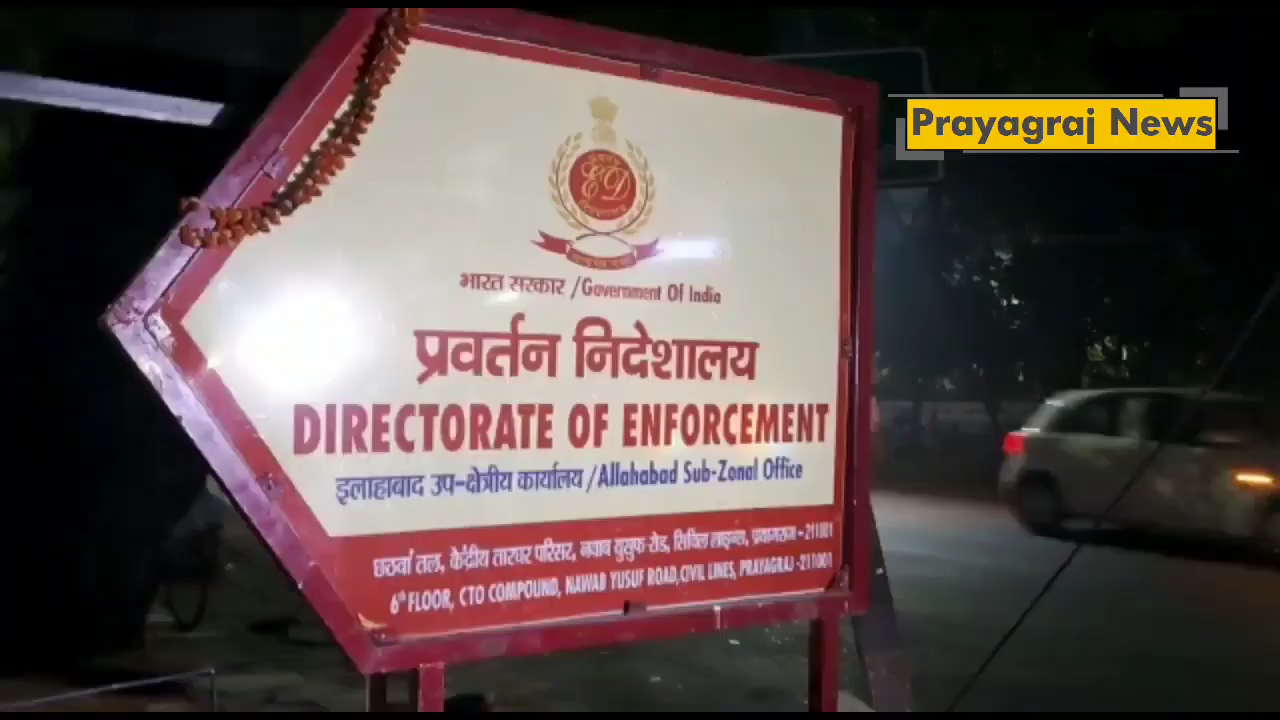 Prayagraj News
ED
भारत सरकार /Government Of India
प्रवर्तन निदेशालय
DIRECTORATE OF ENFORCEMENT
इलाहाबाद उप-क्षेत्रीय कार्यालय /Allahabad Sub-Zonal Office
छठवां तल, केंद्रीय तारघर परिसर, नवाब युसुफ रोड, सिविल लाइन्स, प्रयागराज - 211001
6th FLOOR, CTO COMPOUND, NAWAB YUSUF ROAD,CIVIL LINES, PRAYAGRAJ -211001